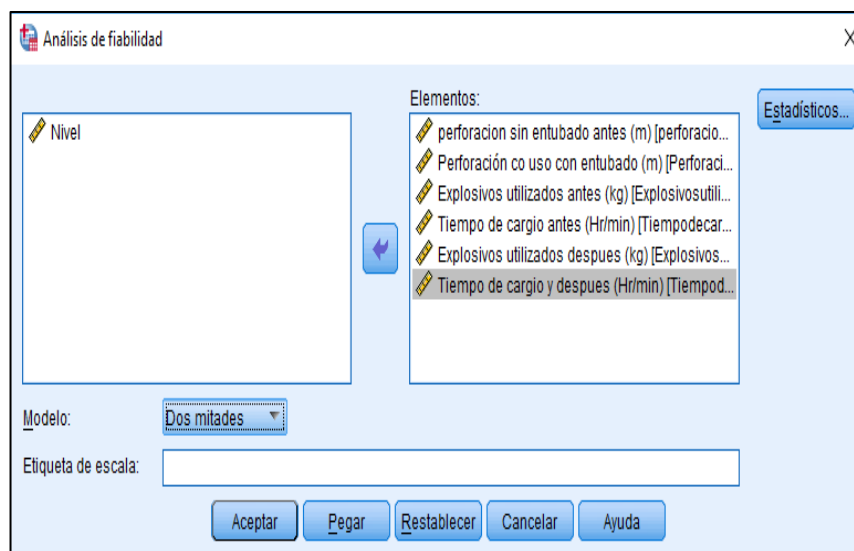 Análisis de fiabilidad
X
Elementos:
Nivel
perforacion sin entubado antes (m) [perforacio...
Perforación co uso con entubado (m) [Perforaci...
Explosivos utilizados antes (kg) [Explosivosutili...
Tiempo de cargio antes (Hr/min) [Tiempodecar...
Explosivos utilizados despues (kg) [Explosivos...
Tiempo de cargio y despues (Hr/min) [Tiempod...
Estadísticos...
Modelo:
Dos mitades
Etiqueta de escala:
Aceptar
Pegar
Restablecer
Cancelar
Ayuda